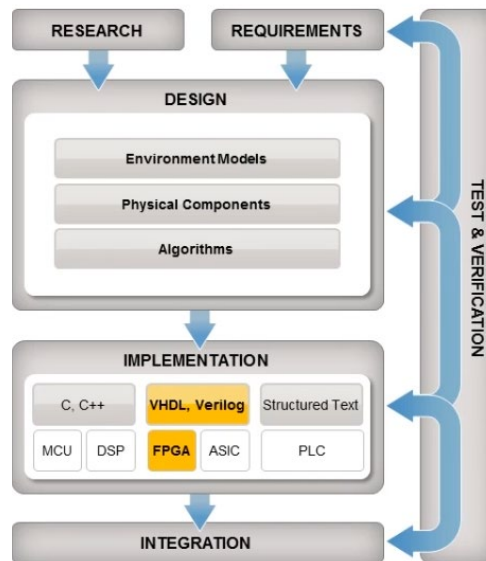 RESEARCH
REQUIREMENTS
DESIGN
Environment Models
Physical Components
Algorithms
IMPLEMENTATION
C, C++
VHDL, Verilog
Structured Text
MCU
DSP
FPGA
ASIC
PLC
INTEGRATION
TEST & VERIFICATION